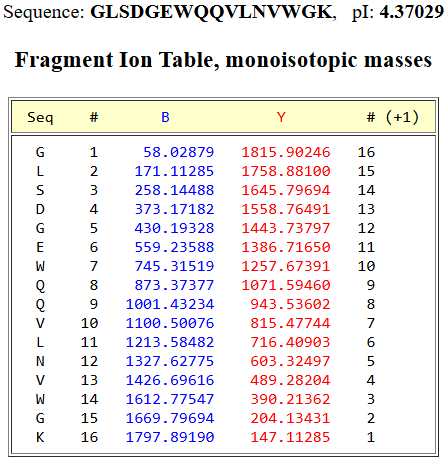 Sequence: GLSDGEWQQVLNVWGK, pI: 4.37029
Fragment Ion Table, monoisotopic masses
Seq # B Y # (+1)
G 1 58.02879 1815.90246 16
L 2 171.11285 1758.88100 15
S 3 258.14488 1645.79694 14
D 4 373.17182 1558.76491 13
G 5 430.19328 1443.73797 12
E 6 559.23588 1386.71650 11
W 7 745.31519 1257.67391 10
Q 8 873.37377 1071.59460 9
Q 9 1001.43234 943.53602 8
V 10 1100.50076 815.47744 7
L 11 1213.58482 716.40903 6
N 12 1327.62775 603.32497 5
V 13 1426.69616 489.28204 4
W 14 1612.77547 390.21362 3
G 15 1669.79694 204.13431 2
K 16 1797.89190 147.11285 1